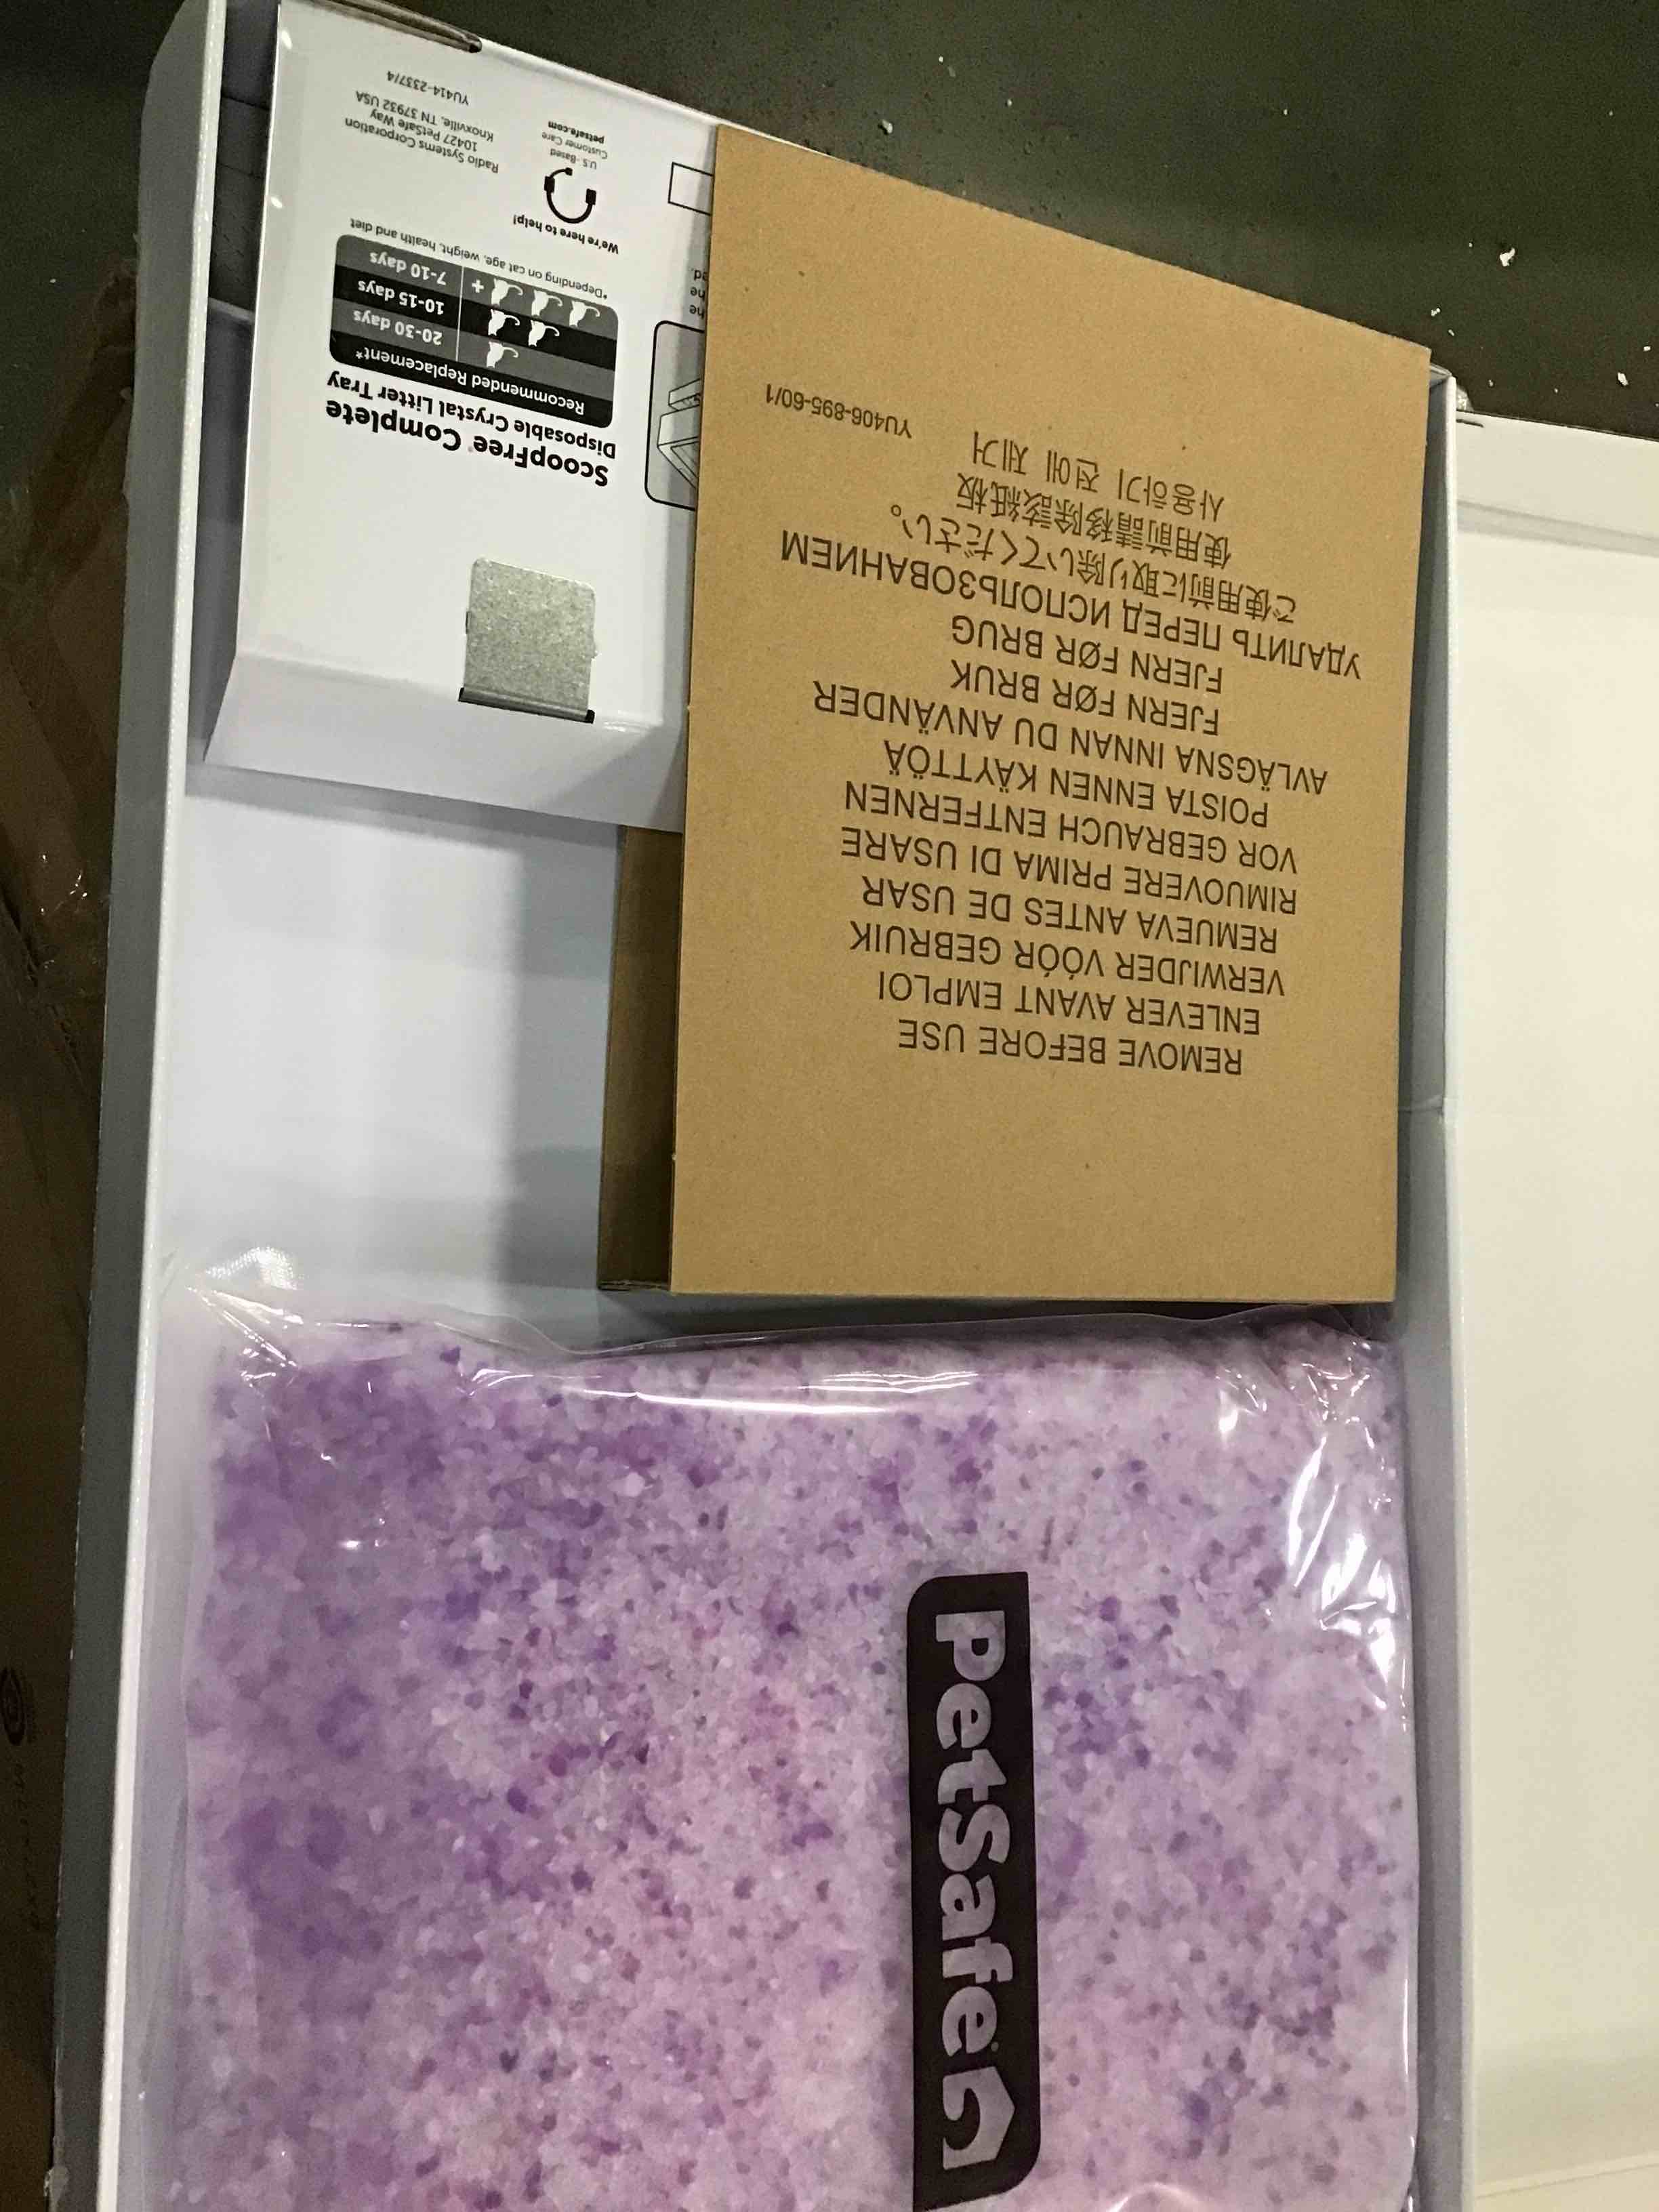 ScoopFree® Complete
Disposable Crystal Litter Tray
Recommended Replacement*
20-30 days
10-15 days
+ 7-10 days
*Depending on cat age, weight, health and diet
We're here to help!
U.S.-Based
Customer Care
petsafe.com
Radio Systems Corporation
10427 PetSafe Way
Knoxville, TN 37932 USA
YU414-2337/4
REMOVE BEFORE USE
ENLEVER AVANT EMPLOI
VERWIJDER VÓÓR GEBRUIK
REMUEVA ANTES DE USAR
RIMUOVERE PRIMA DI USARE
VOR GEBRAUCH ENTFERNEN
POISTA ENNEN KÄYTTÖÄ
AVLÄGSNA INNAN DU ANVÄNDER
FJERN FØR BRUK
FJERN FØR BRUG
УДАЛИТЬ ПЕРЕД ИСПОЛЬЗОВАНИЕМ
ご使用前に取り除いてください。
使用前請移除該紙板
사용하기 전에 제거
YU406-895-60/1
PetSafe